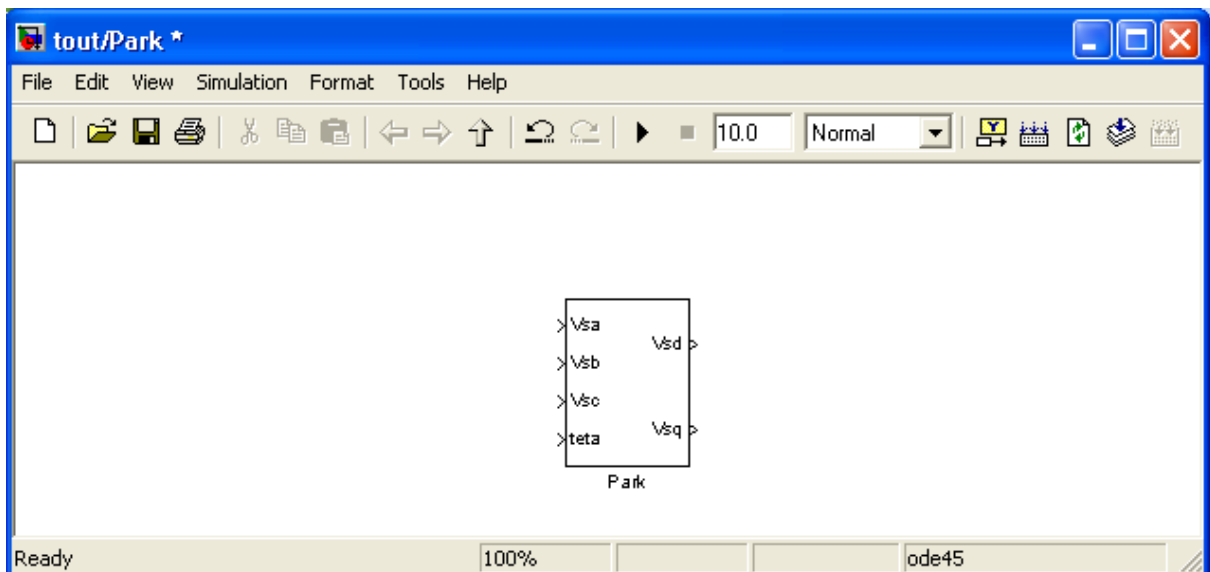 tout/Park *
File Edit View Simulation Format Tools Help
10.0 Normal
Vsa
Vsd
Vsb
Vsc
Vsq
teta
Park
Ready 100% ode45